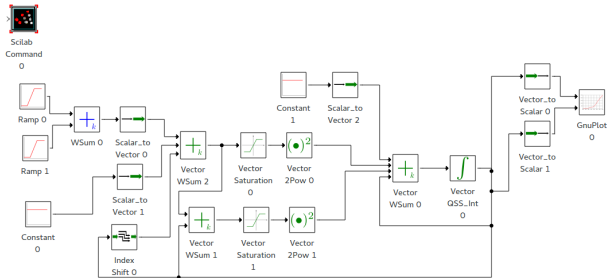 Scilab
Command
0
Ramp 0
Ramp 1
k
WSum 0
Scalar_to
Vector 0
Scalar_to
Vector 1
Constant
0
Index
Shift 0
k
Vector
WSum 2
k
Vector
WSum 1
Vector
Saturation
0
Vector
Saturation
1
2
Vector
2Pow 0
2
Vector
2Pow 1
Constant
1
Scalar_to
Vector 2
k
Vector
WSum 0
∫
Vector
QSS_Int
0
Vector_to
Scalar 0
Vector_to
Scalar 1
GnuPlot
0